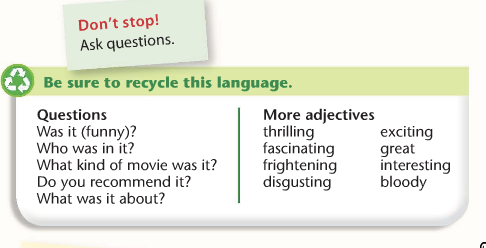 Don't stop!
Ask questions.
Be sure to recycle this language.
Questions
Was it (funny)?
Who was in it?
What kind of movie was it?
Do you recommend it?
What was it about?
More adjectives
thrilling exciting
fascinating great
frightening interesting
disgusting bloody